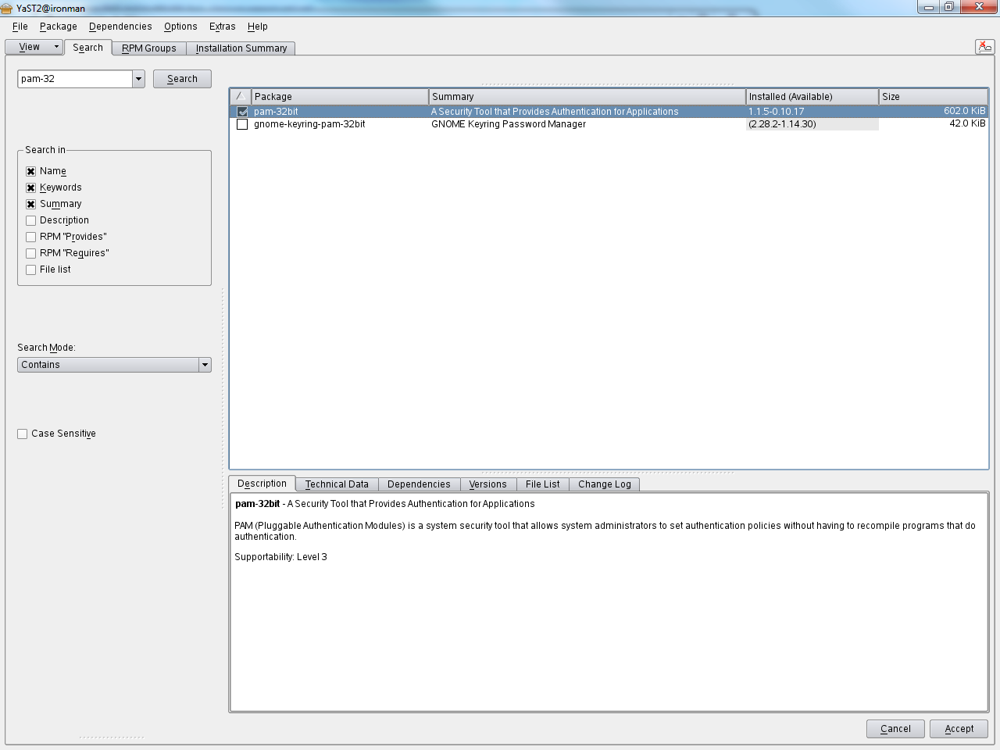 YaST2@ironman
File Package Dependencies Options Extras Help
View Search RPM Groups Installation Summary
pam-32 Search
Package Summary Installed (Available) Size
pam-32bit A Security Tool that Provides Authentication for Applications 1.1.5-0.10.17 602.0 KiB
gnome-keyring-pam-32bit GNOME Keyring Password Manager (2.28.2-1.14.30) 42.0 KiB
Search in
Name
Keywords
Summary
Description
RPM "Provides"
RPM "Requires"
File list
Search Mode:
Contains
Case Sensitive
Description Technical Data Dependencies Versions File List Change Log
pam-32bit - A Security Tool that Provides Authentication for Applications
PAM (Pluggable Authentication Modules) is a system security tool that allows system administrators to set authentication policies without having to recompile programs that do
authentication.
Supportability: Level 3
Cancel Accept